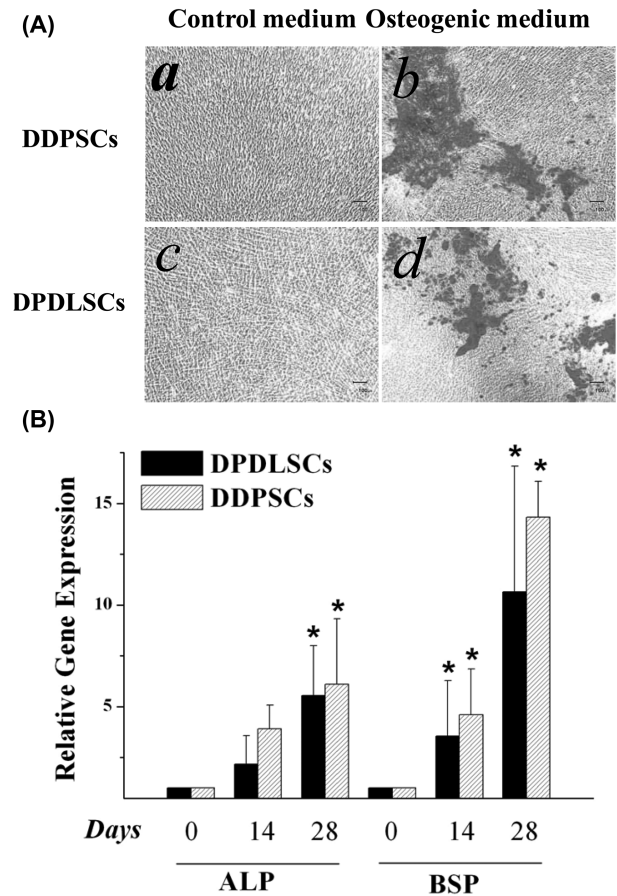 (A)
Control medium Osteogenic medium
DDPSCs
a
b
DPDLSCs
c
d
(B)
DPDLSCs
DDPSCs
Relative Gene Expression
15
10
5
* * * * * * 
Days 0 14 28 0 14 28
ALP BSP